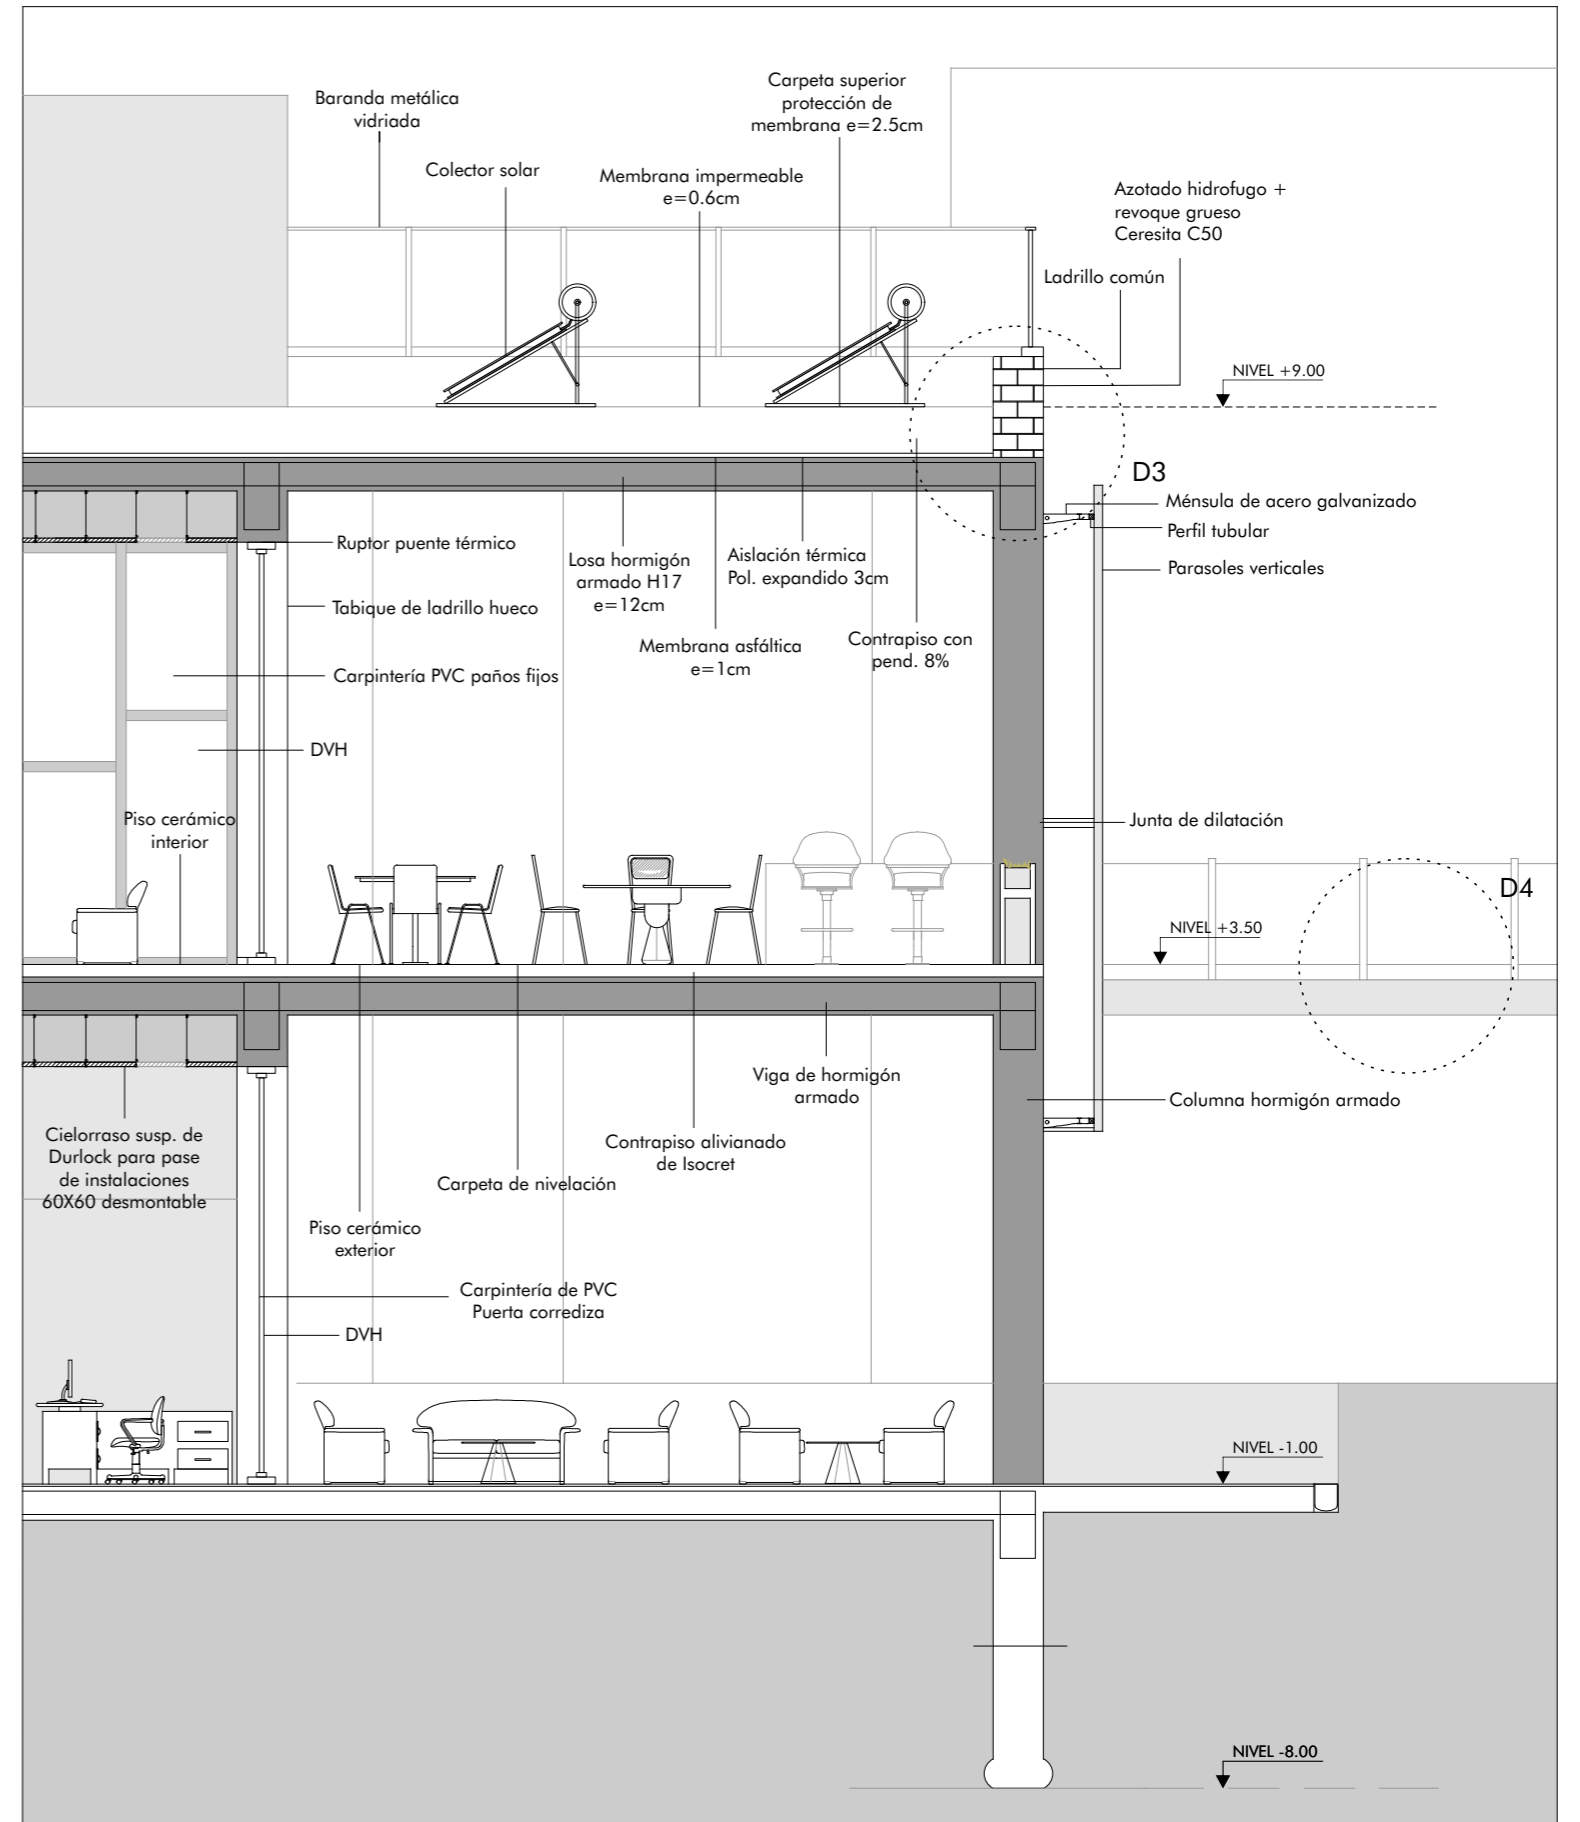 Carpeta superior
protección de
membrana e=2.5cm
Baranda metálica
vidriada
Colector solar
Membrana impermeable
e=0.6cm
Azotado hidrofugo +
revoque grueso
Ceresita C50
Ladrillo común
NIVEL +9.00
D3
Ménsula de acero galvanizado
Perfil tubular
Parasoles verticales
Ruptor puente térmico
Losa hormigón
armado H17
e=12cm
Aislación térmica
Pol. expandido 3cm
Tabique de ladrillo hueco
Membrana asfáltica
e=1cm
Contrapiso con
pend. 8%
Carpintería PVC paños fijos
DVH
Piso cerámico
interior
Junta de dilatación
D4
NIVEL +3.50
Viga de hormigón
armado
Columna hormigón armado
Cielorraso susp. de
Durlock para pase
de instalaciones
60X60 desmontable
Contrapiso alivianado
de Isocret
Carpeta de nivelación
Piso cerámico
exterior
Carpintería de PVC
Puerta corrediza
DVH
NIVEL -1.00
NIVEL -8.00